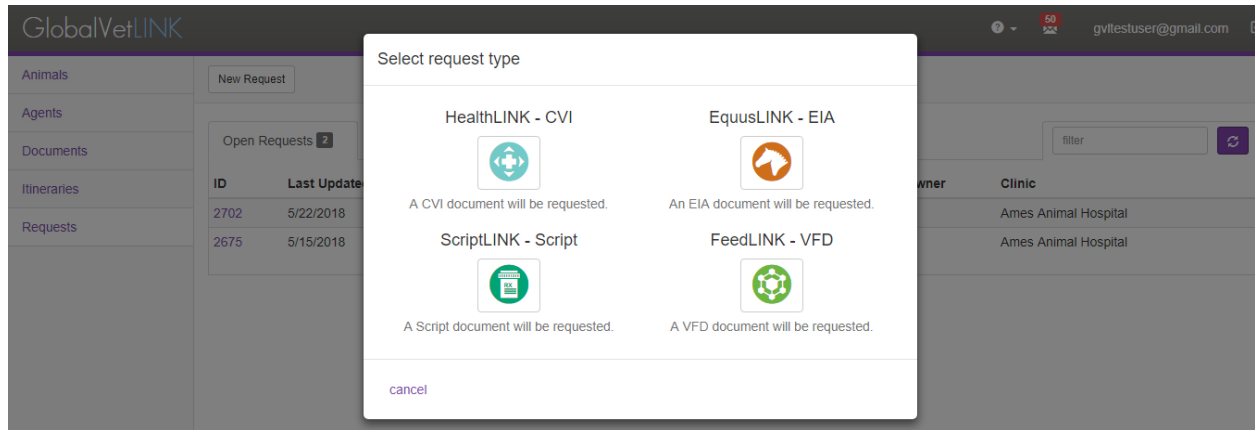 GlobalVetLINK
50
gvltestuser@gmail.com
Animals
Agents
Documents
Itineraries
Requests
New Request
Open Requests 2
filter
ID Last Update wner Clinic
2702 5/22/2018 Ames Animal Hospital
2675 5/15/2018 Ames Animal Hospital
Select request type
HealthLINK - CVI
A CVI document will be requested.
EquusLINK - EIA
An EIA document will be requested.
ScriptLINK - Script
RX
A Script document will be requested.
FeedLINK - VFD
A VFD document will be requested.
cancel